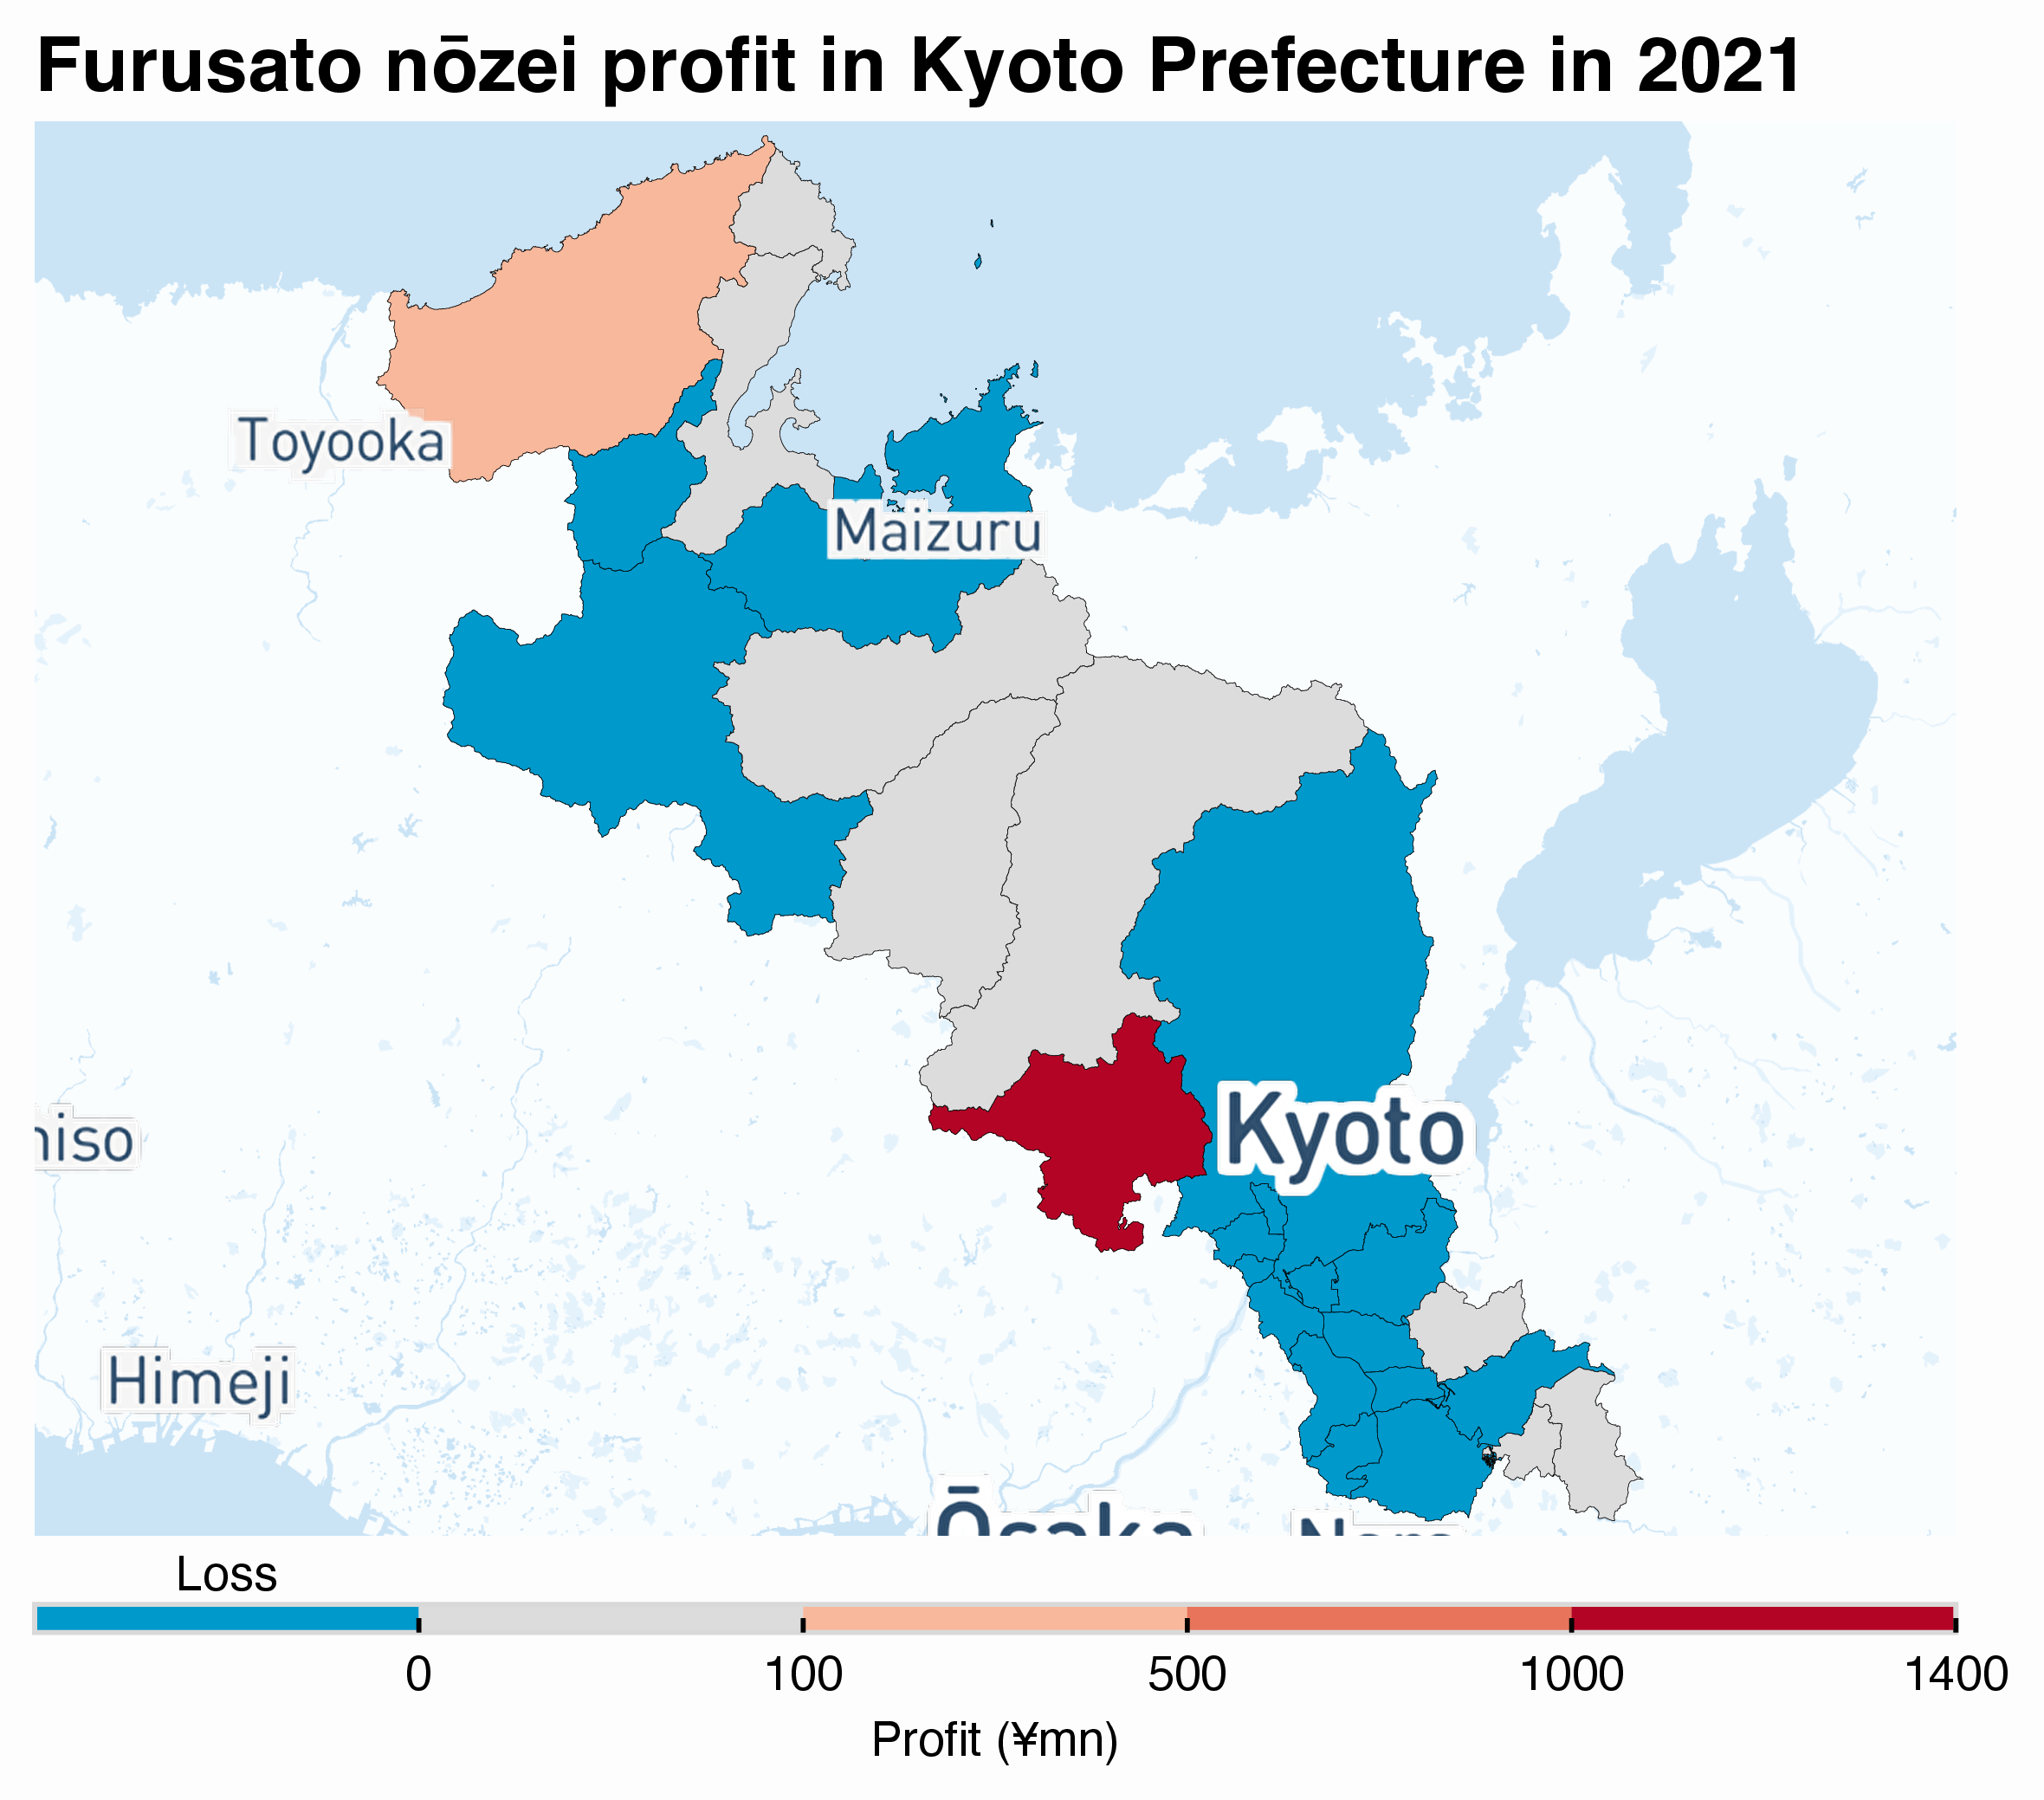 Furusato nōzei profit in Kyoto Prefecture in 2021
Toyooka
Maizuru
Kyoto
niso
Himeji
Ōsaka
Nara
Loss
0 100 500 1000 1400
Profit (¥mn)